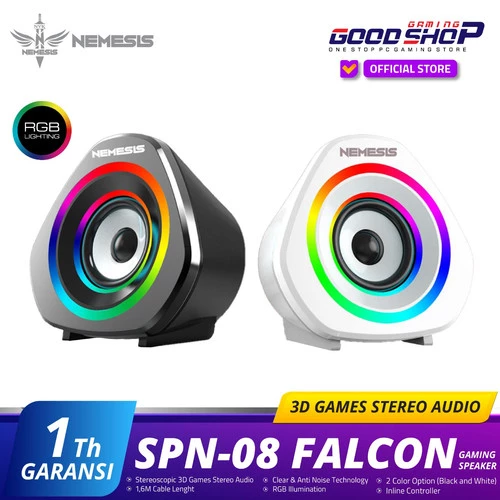 NEMESIS
NEMESIS
GAMING
GOODSHOP
ONE STOP PC GAMING STORE
OFFICIAL STORE
RGB
LIGHTING
NEMESIS
NEMESIS
3D GAMES STEREO AUDIO
1Th
GARANSI
SPN-08 FALCON
GAMING
SPEAKER
Stereoscopic 3D Games Stereo Audio
1,6M Cable Lenght
Clear & Anti Noise Technology
RGB Illumination
2 Color Option (Black and White)
Inline Controller